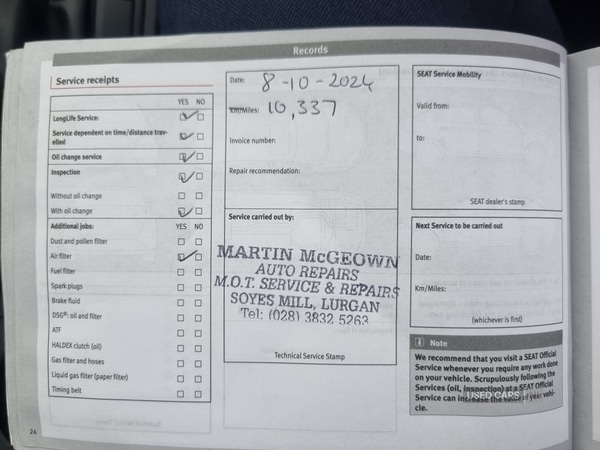 Records
Service receipts
YES NO
LongLife Service:
Service dependent on time/distance trav-
elled
Oil change service
Inspection
Without oil change
With oil change
Additional jobs: YES NO
Dust and pollen filter
Air filter
Fuel filter
Spark plugs
Brake fluid
DSG®: oil and filter
ATF
HALDEX clutch (oil)
Gas filter and hoses
Liquid gas filter (paper filter)
Timing belt
24
Date: 8-10-2024
Km/Miles: 10,337
Invoice number:
Repair recommendation:
Service carried out by:
MARTIN McGEOWN
AUTO REPAIRS
M.O.T. SERVICE & REPAIRS
SOYES MILL, LURGAN
Tel: (028) 3832 5263
Technical Service Stamp
SEAT Service Mobility
Valid from:
to:
SEAT dealer's stamp
Next Service to be carried out
Date:
Km/Miles:
(whichever is first)
Note
We recommend that you visit a SEAT Official
Service whenever you require any work done
on your vehicle. Scrupulously following the
Services (oil, inspection) at a SEAT Official
Service can increase the value of your vehi-
cle.
USED CARS